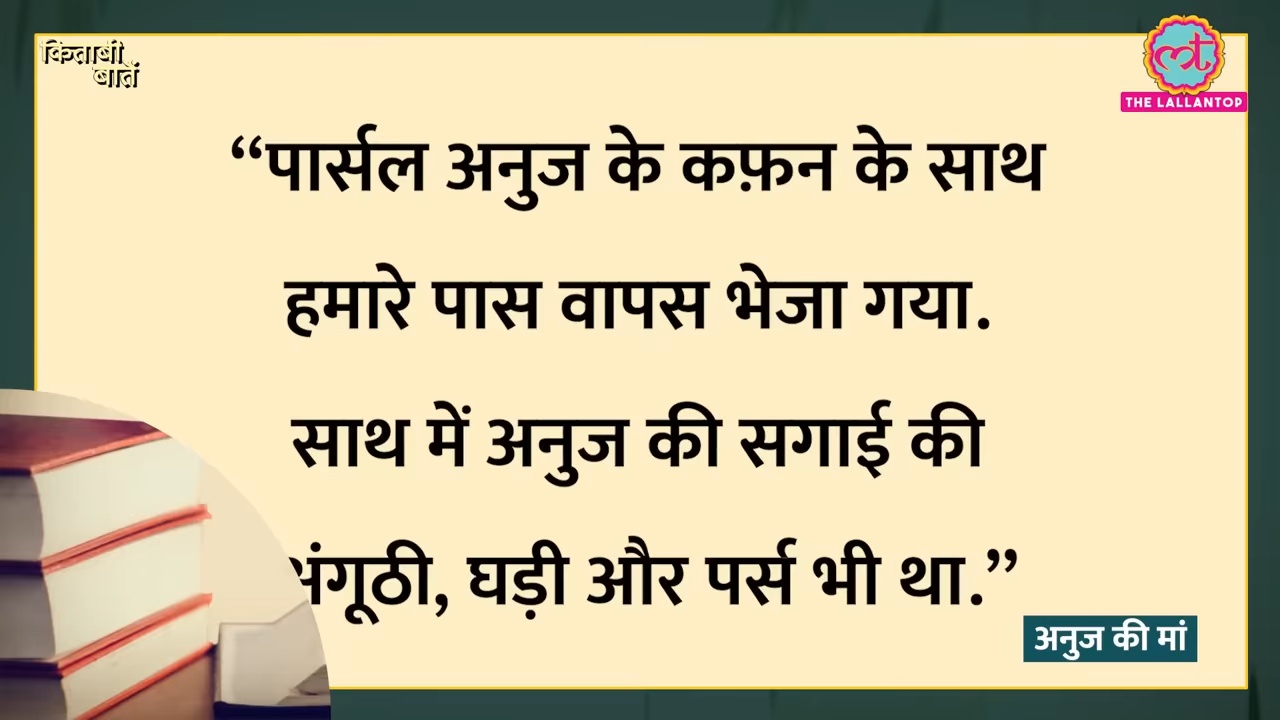 किताबी
बातें
THE LALLANTOP
“पार्सल अनुज के कफ़न के साथ
हमारे पास वापस भेजा गया.
साथ में अनुज की सगाई की
अंगूठी, घड़ी और पर्स भी था.”
अनुज की मां